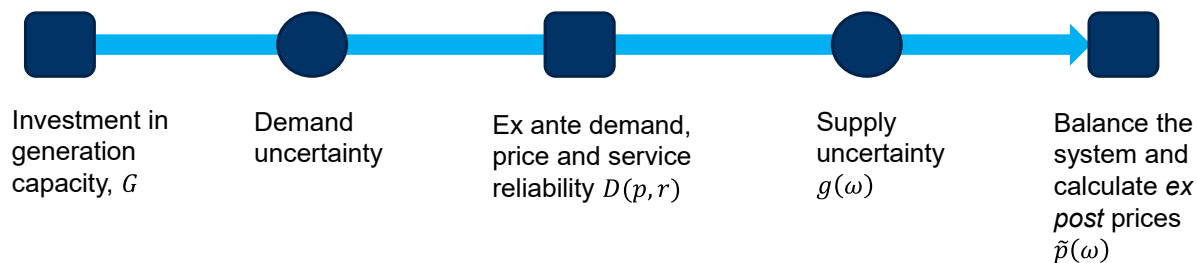 Investment in
generation
capacity, G
Demand
uncertainty
Ex ante demand,
price and service
reliability D(p, r)
Supply
uncertainty
g(ω)
Balance the
system and
calculate ex
post prices
p̃(ω)